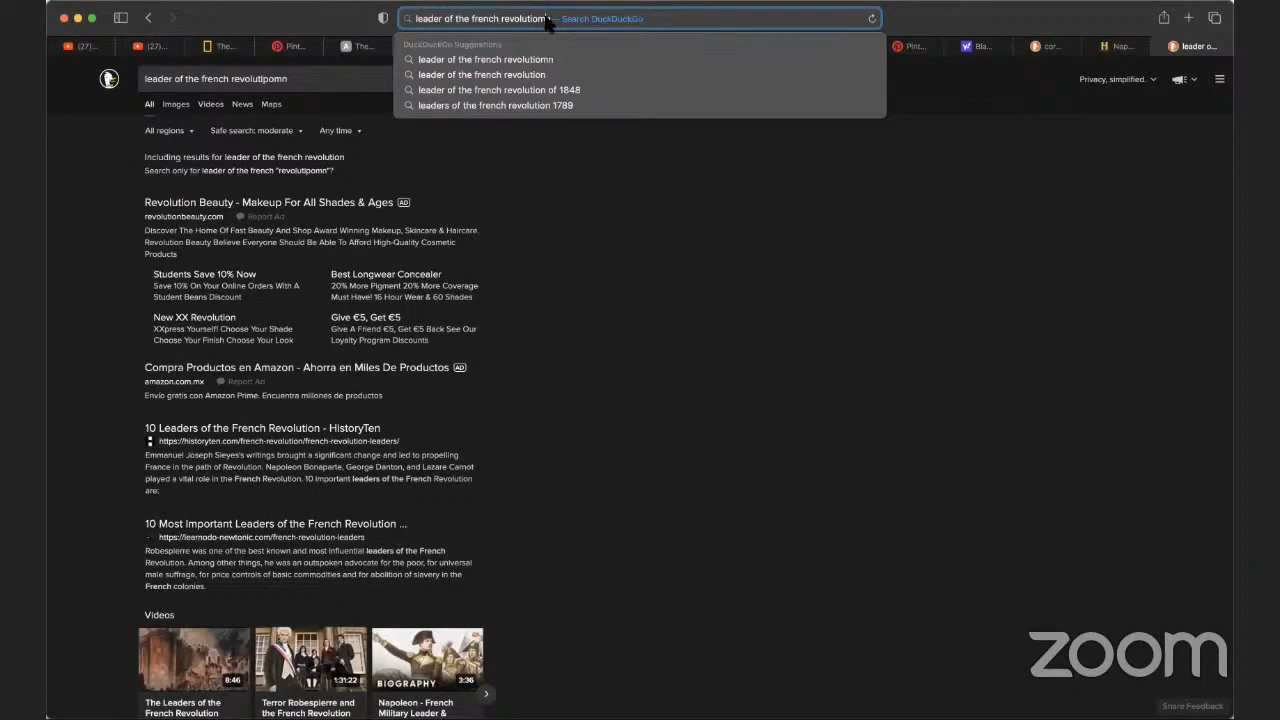 leader of the french revolutiomn — Search DuckDuckGo
(27)...
(27)...
The...
Pint...
The...
Pint...
Bla...
cor...
Nap...
leader o...
DuckDuckGo Suggestions
leader of the french revolutiomn
leader of the french revolution
leader of the french revolution of 1848
leaders of the french revolution 1789
leader of the french revolutipomn
Privacy, simplified.
All
Images
Videos
News
Maps
All regions
Safe search: moderate
Any time
Including results for leader of the french revolution
Search only for leader of the french "revolutipomn"?
Revolution Beauty - Makeup For All Shades & Ages AD
revolutionbeauty.com Report Ad
Discover The Home Of Fast Beauty And Shop Award Winning Makeup, Skincare & Haircare.
Revolution Beauty Believe Everyone Should Be Able To Afford High-Quality Cosmetic
Products
Students Save 10% Now
Save 10% On Your Online Orders With A
Student Beans Discount
Best Longwear Concealer
20% More Pigment 20% More Coverage
Must Have! 16 Hour Wear & 60 Shades
New XX Revolution
XXpress Yourself! Choose Your Shade
Choose Your Finish Choose Your Look
Give €5, Get €5
Give A Friend €5, Get €5 Back See Our
Loyalty Program Discounts
Compra Productos en Amazon - Ahorra en Miles De Productos AD
amazon.com.mx Report Ad
Envío gratis con Amazon Prime. Encuentra millones de productos
10 Leaders of the French Revolution - HistoryTen
https://historyten.com/french-revolution/french-revolution-leaders/
Emmanuel Joseph Sieyes's writings brought a significant change and led to propelling
France in the path of Revolution. Napoleon Bonaparte, George Danton, and Lazare Carnot
played a vital role in the French Revolution. 10 important leaders of the French Revolution
are:
10 Most Important Leaders of the French Revolution ...
https://learnodo-newtonic.com/french-revolution-leaders
Robespierre was one of the best known and most influential leaders of the French
Revolution. Among other things, he was an outspoken advocate for the poor, for universal
male suffrage, for price controls of basic commodities and for abolition of slavery in the
French colonies.
Videos
8:46
1:31:22
BIOGRAPHY
3:36
The Leaders of the
French Revolution
Terror Robespierre and
the French Revolution
Napoleon - French
Military Leader &
zoom
Share Feedback